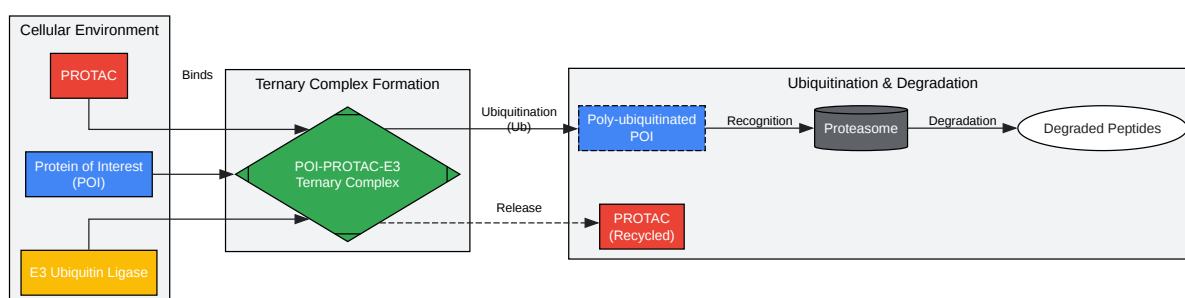 Cellular Environment
PROTAC
Protein of Interest
(POI)
E3 Ubiquitin Ligase
Binds
Ternary Complex Formation
POI-PROTAC-E3
Ternary Complex
Ubiquitination
(Ub)
Release
Ubiquitination & Degradation
Poly-ubiquitinated
POI
Recognition
Proteasome
Degradation
Degraded Peptides
PROTAC
(Recycled)